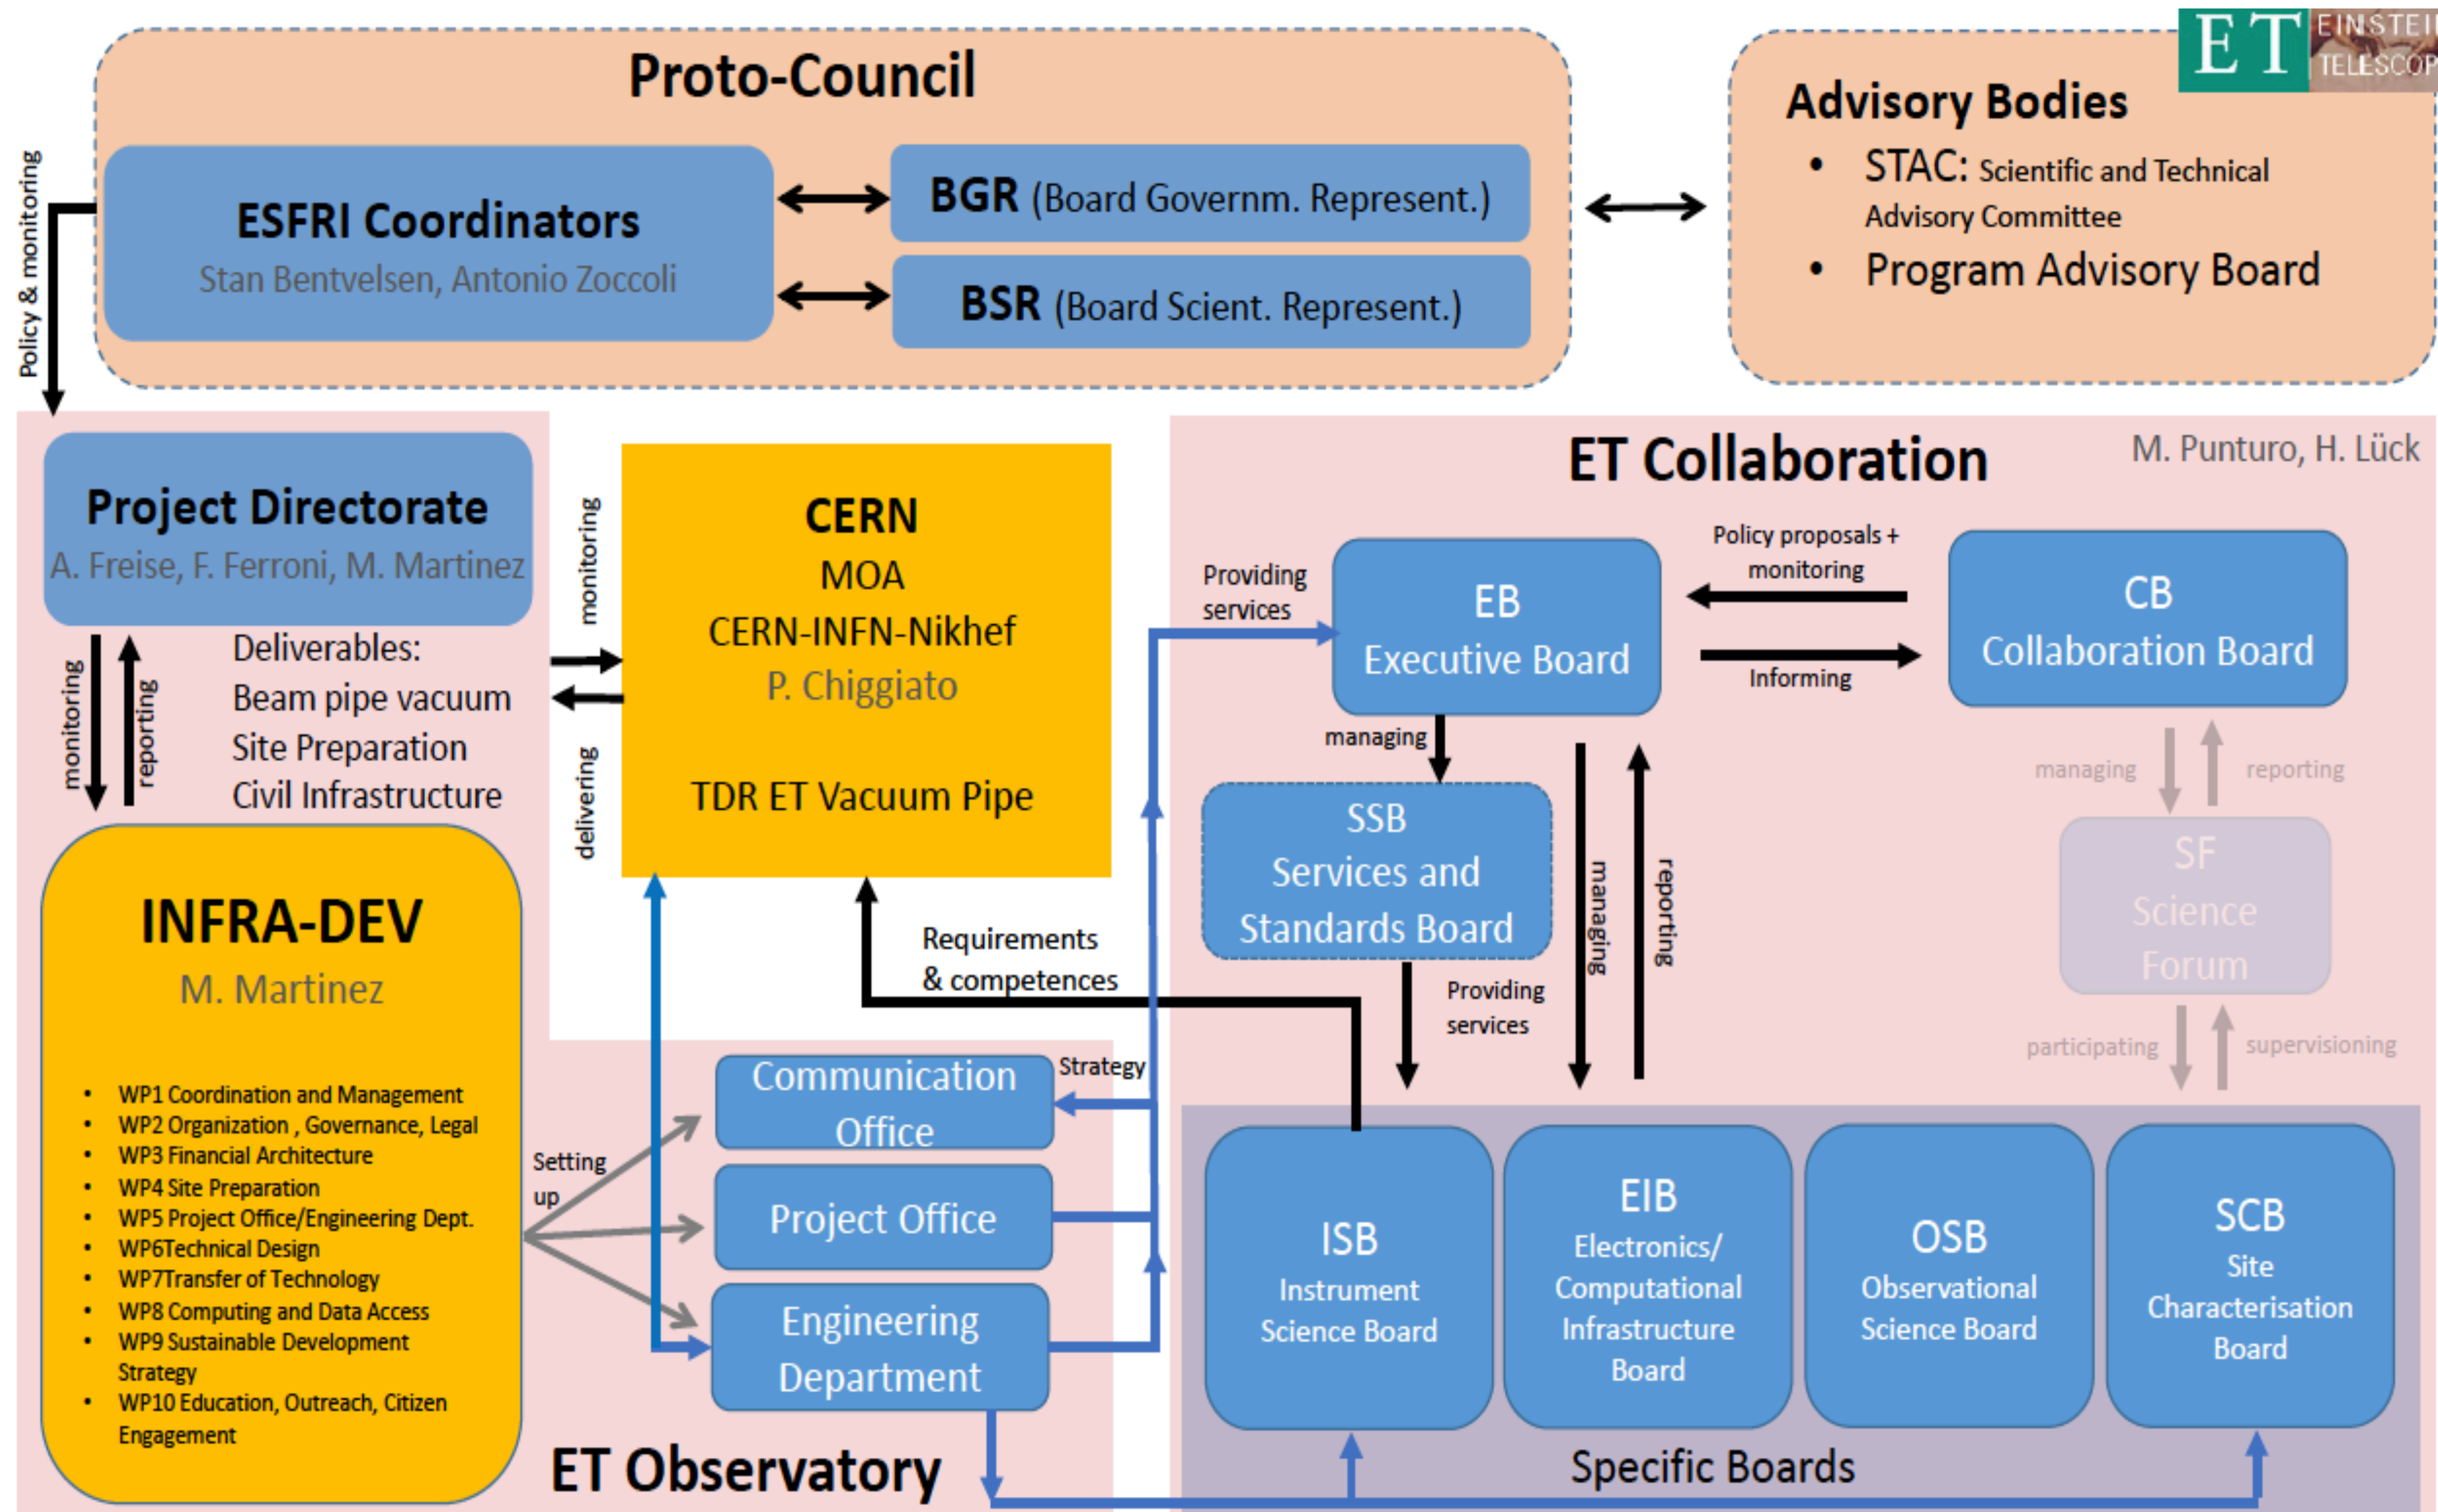 Proto-Council
ESFRI Coordinators
Stan Bentvelsen, Antonio Zoccoli
BGR (Board Governm. Represent.)
BSR (Board Scient. Represent.)
ET
Advisory Bodies
• STAC: Scientific and Technical
Advisory Committee
• Program Advisory Board
Policy & monitoring
Project Directorate
A. Freise, F. Ferroni, M. Martinez
monitoring
reporting
Deliverables:
Beam pipe vacuum
Site Preparation
Civil Infrastructure
monitoring
delivering
CERN
MOA
CERN-INFN-Nikhef
P. Chiggiato
TDR ET Vacuum Pipe
INFRA-DEV
M. Martinez
• WP1 Coordination and Management
• WP2 Organization , Governance, Legal
• WP3 Financial Architecture
• WP4 Site Preparation
• WP5 Project Office/Engineering Dept.
• WP6Technical Design
• WP7Transfer of Technology
• WP8 Computing and Data Access
• WP9 Sustainable Development
Strategy
• WP10 Education, Outreach, Citizen
Engagement
Setting
up
Communication
Office
Project Office
Engineering
Department
Strategy
ET Observatory
Requirements
& competences
ET Collaboration
M. Punturo, H. Lück
Providing
services
EB
Executive Board
Policy proposals +
monitoring
Informing
CB
Collaboration Board
managing
SSB
Services and
Standards Board
Providing
services
managing
reporting
managing
reporting
SF
Science
Forum
participating
supervisioning
ISB
Instrument
Science Board
EIB
Electronics/
Computational
Infrastructure
Board
OSB
Observational
Science Board
SCB
Site
Characterisation
Board
Specific Boards